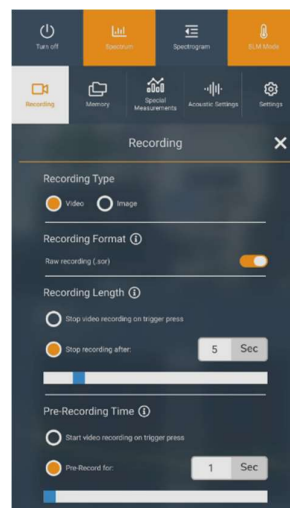 Turn off
Spectrum
Spectrogram
BLM Mode
Recording
Memory
Special
Measurements
Acoustic Settings
Settings
Recording
Recording Type
Video
Image
Recording Format
Raw recording (.sor)
Recording Length
Stop video recording on trigger press
Stop recording after:
5
Sec
Pre-Recording Time
Start video recording on trigger press
Pre-Record for:
1
Sec